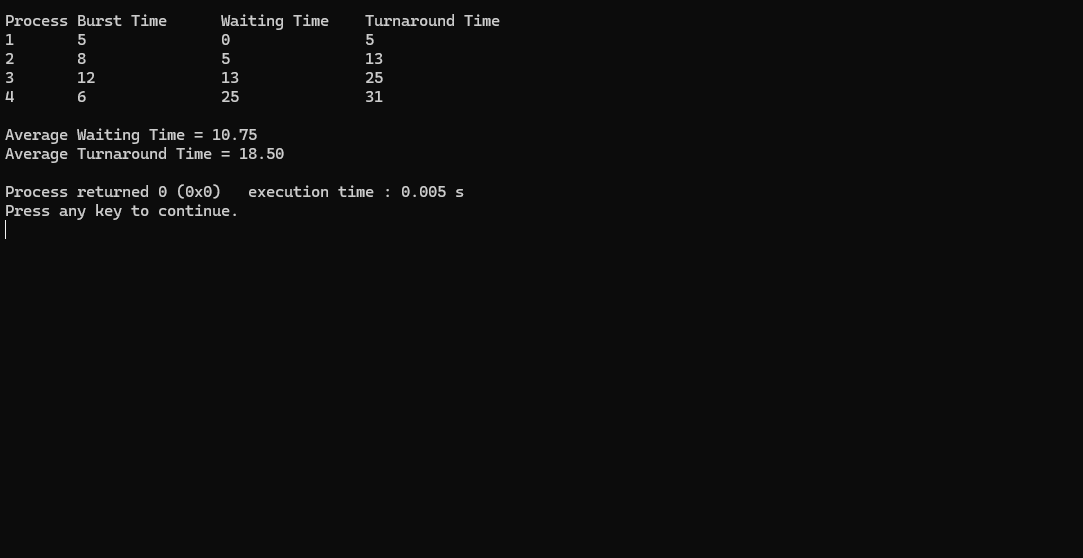 Process Burst Time      Waiting Time    Turnaround Time
1       5               0               5
2       8               5               13
3       12              13              25
4       6               25              31
Average Waiting Time = 10.75
Average Turnaround Time = 18.50
Process returned 0 (0x0)   execution time : 0.005 s
Press any key to continue.